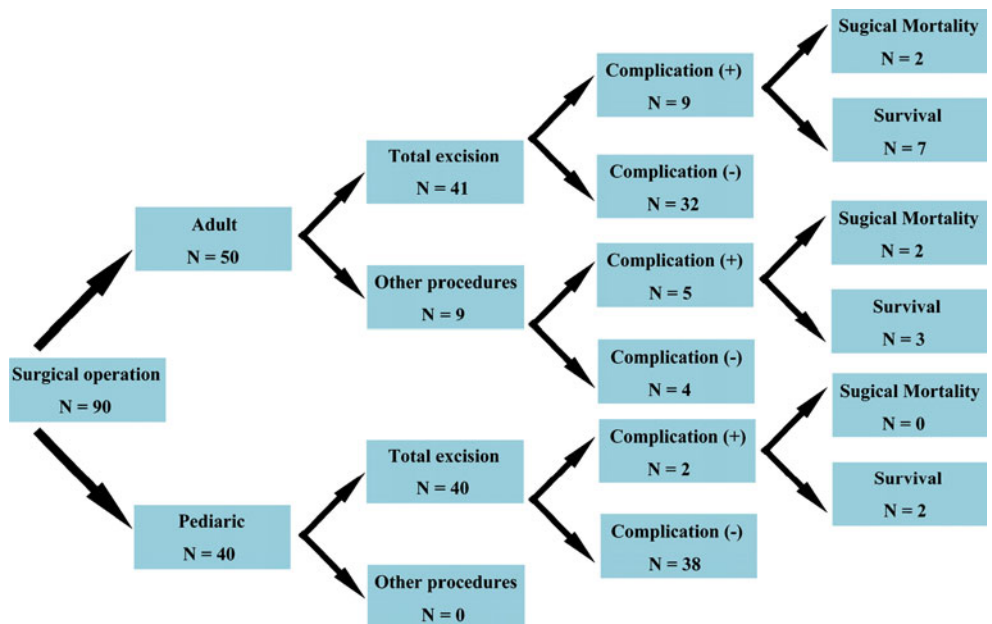 Surgical operation
N = 90
Adult
N = 50
Pediaric
N = 40
Total excision
N = 41
Other procedures
N = 9
Total excision
N = 40
Other procedures
N = 0
Complication (+)
N = 9
Complication (-)
N = 32
Complication (+)
N = 5
Complication (-)
N = 4
Complication (+)
N = 2
Complication (-)
N = 38
Sugical Mortality
N = 2
Survival
N = 7
Sugical Mortality
N = 2
Survival
N = 3
Sugical Mortality
N = 0
Survival
N = 2